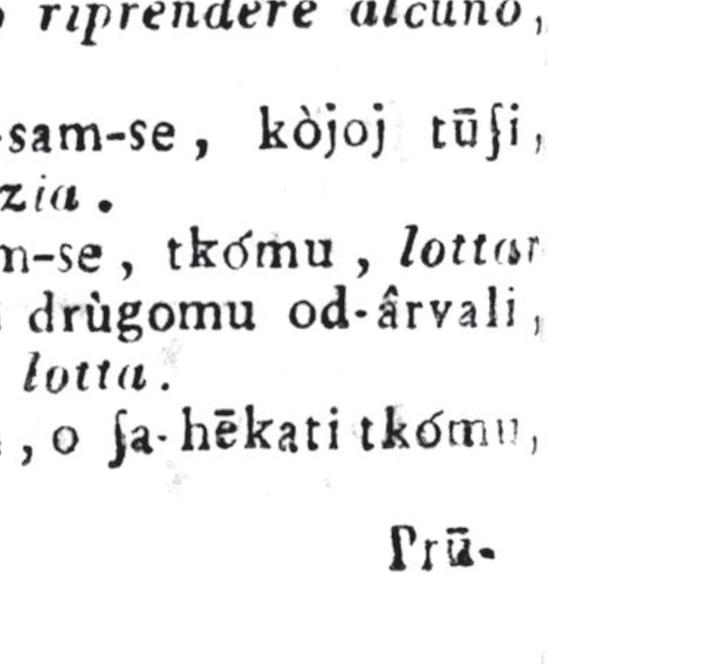 riprendere alcuno,
-sam-se, kòjoj tūſi,
zia.
m-se, tkómu, lottar
drùgomu od-ârvali,
lotta.
, o ſa-hēkati tkómu,
Prū-